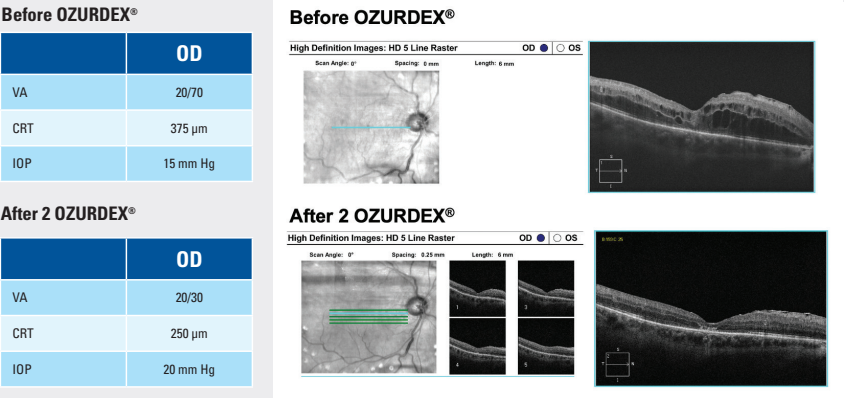 Before OZURDEX®
OD
VA 20/70
CRT 375 µm
IOP 15 mm Hg
After 2 OZURDEX®
OD
VA 20/30
CRT 250 µm
IOP 20 mm Hg
Before OZURDEX®
High Definition Images: HD 5 Line Raster OD OS
Scan Angle: 0° Spacing: 0 mm Length: 6 mm
S
T N
I
After 2 OZURDEX®
High Definition Images: HD 5 Line Raster OD OS
Scan Angle: 0° Spacing: 0.25 mm Length: 6 mm
1 3
4 5
S
2
T N
I